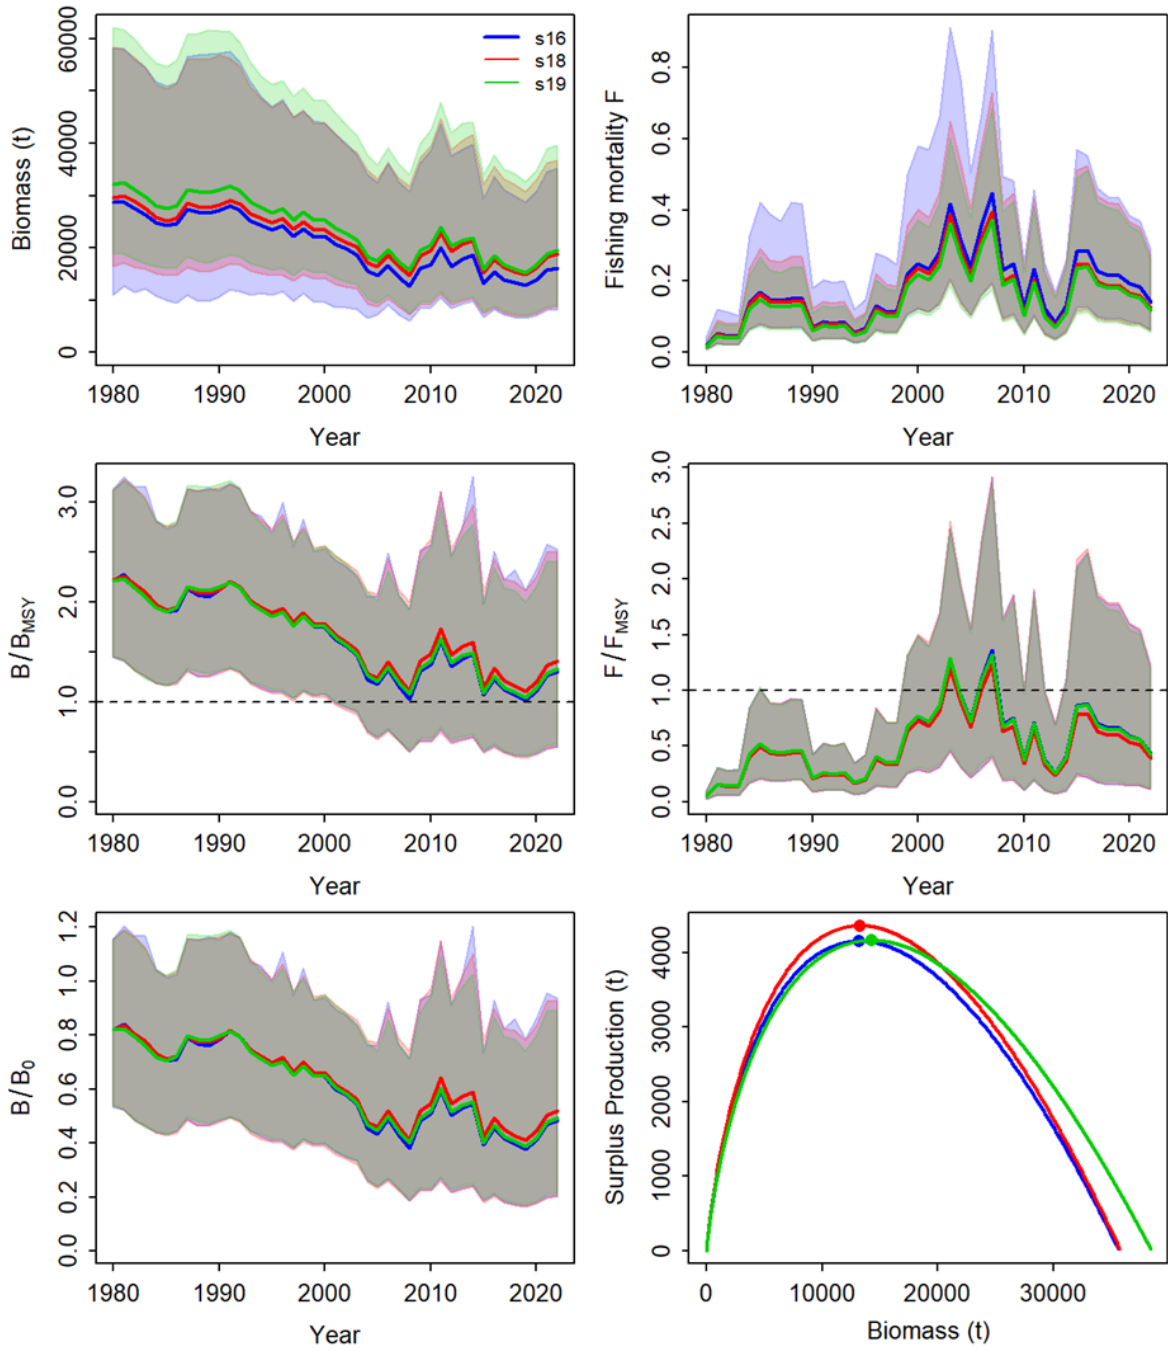 Biomass (t)
60000
40000
20000
0
s16
s18
s19
1980 1990 2000 2010 2020
Year
Fishing mortality F
0.8
0.6
0.4
0.2
0.0
1980 1990 2000 2010 2020
Year
B/BMSY
3.0
2.0
1.0
0.0
1980 1990 2000 2010 2020
Year
F/FMSY
3.0
2.5
2.0
1.5
1.0
0.5
0.0
1980 1990 2000 2010 2020
Year
B/B0
1.2
1.0
0.8
0.6
0.4
0.2
0.0
1980 1990 2000 2010 2020
Year
Surplus Production (t)
4000
3000
2000
1000
0
0 10000 20000 30000
Biomass (t)